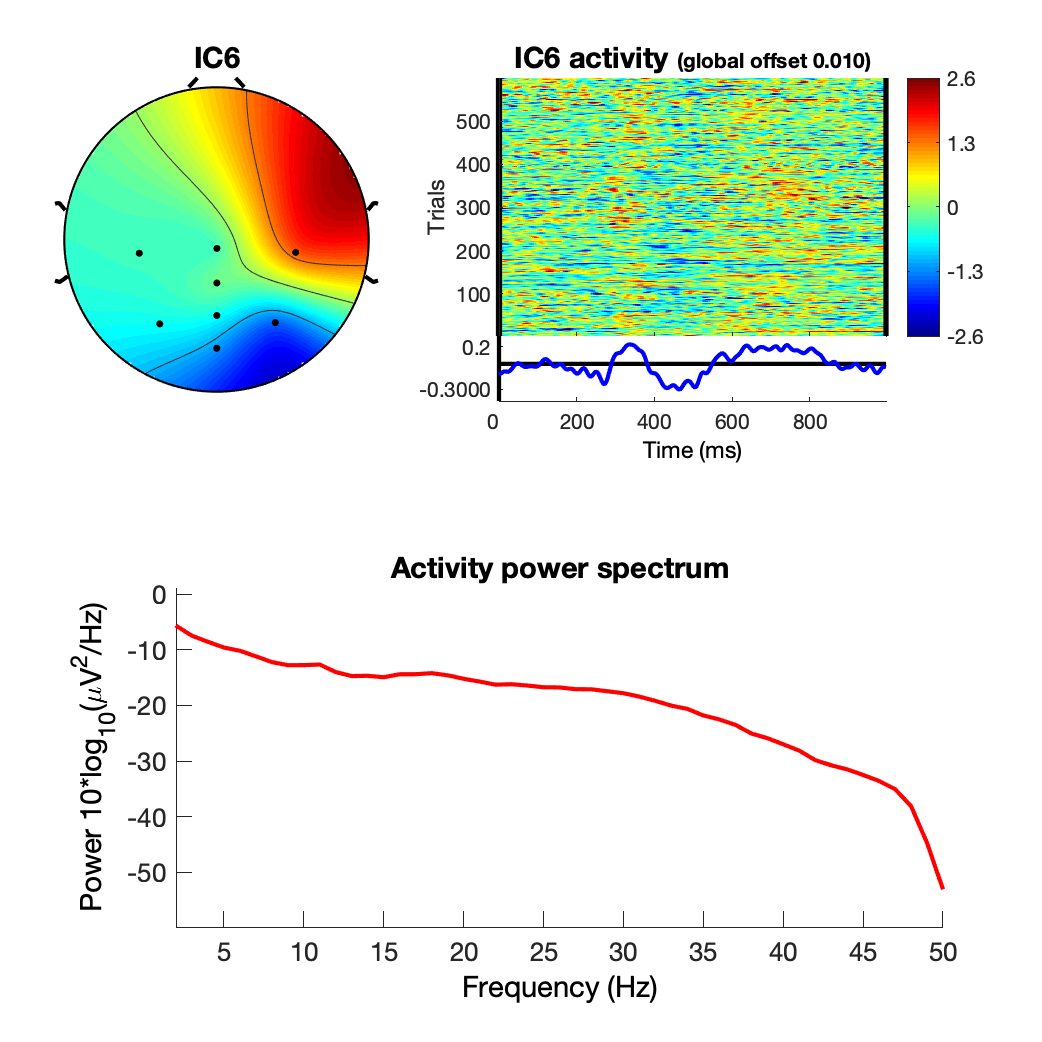 IC6
IC6 activity (global offset 0.010)
2.6
1.3
0
-1.3
-2.6
Trials
500
400
300
200
100
0.2
-0.3000
0 200 400 600 800
Time (ms)
Activity power spectrum
Power 10*log10(μV2/Hz)
0
-10
-20
-30
-40
-50
5 10 15 20 25 30 35 40 45 50
Frequency (Hz)